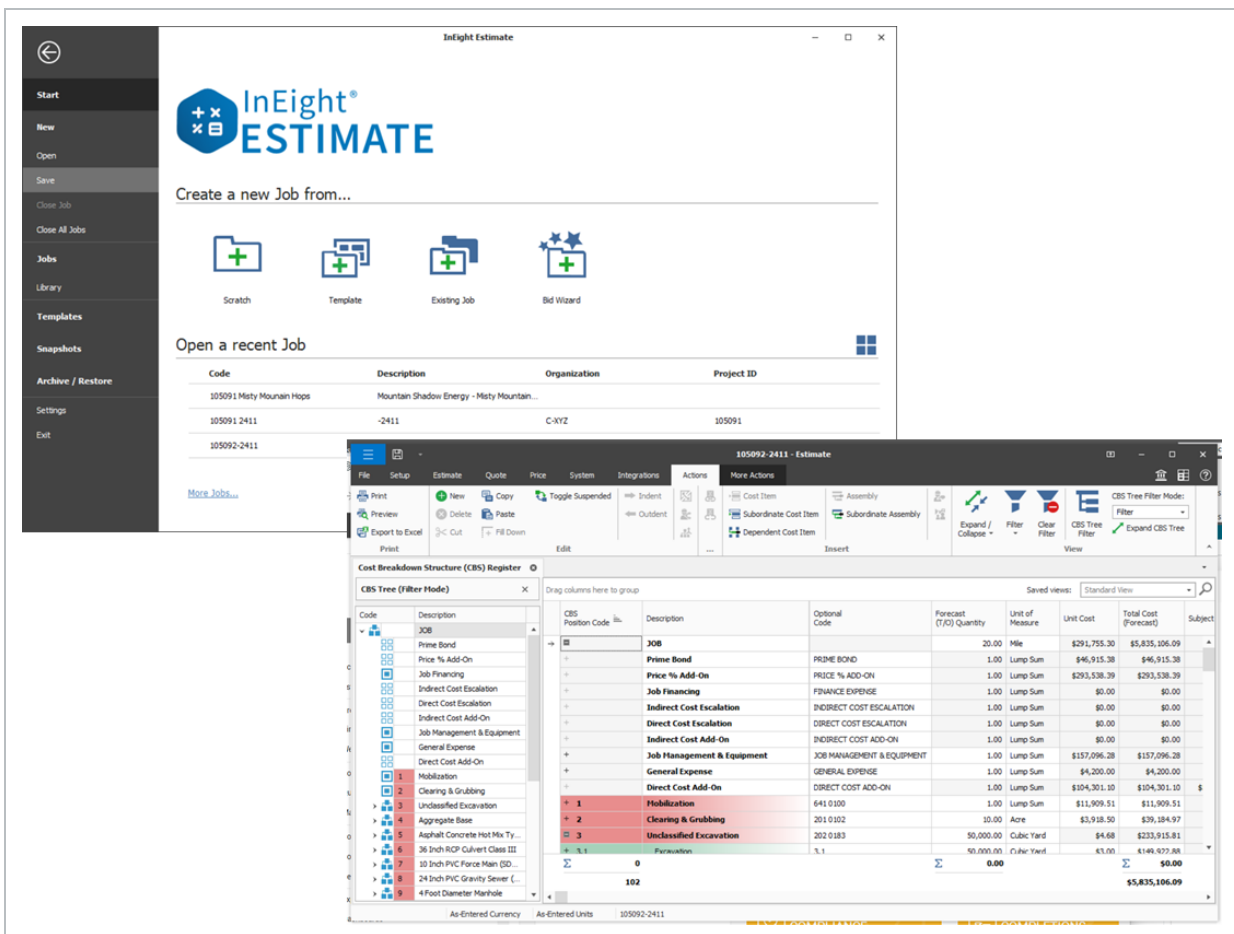 InEight Estimate
Start
New
Open
Save
Close Job
Close All Jobs
Jobs
Library
Templates
Snapshots
Archive / Restore
Settings
Exit
InEight®
ESTIMATE
Create a new Job from...
Scratch Template Existing Job Bid Wizard
Open a recent Job
Code Description Organization Project ID
105091 Misty Mounain Hops Mountain Shadow Energy - Misty Mountain...
105091 2411 -2411 C-XYZ 105091
105092-2411
More Jobs...
105092-2411 - Estimate
File Setup Estimate Quote Price System Integrations Actions More Actions
Print New Copy Toggle Suspended Indent Cost Item Assembly CBS Tree Filter Mode:
Preview Delete Paste Outdent Subordinate Cost Item Subordinate Assembly Expand / Collapse Filter Clear Filter CBS Tree Filter Filter
Export to Excel Cut Fill Down Dependent Cost Item Expand CBS Tree
Print Edit ... Insert View
Cost Breakdown Structure (CBS) Register
CBS Tree (Filter Mode) Drag columns here to group Saved views: Standard View
Code Description
JOB
Prime Bond
Price % Add-On
Job Financing
Indirect Cost Escalation
Direct Cost Escalation
Indirect Cost Add-On
Job Management & Equipment
General Expense
Direct Cost Add-On
1 Mobilization
2 Clearing & Grubbing
3 Unclassified Excavation
4 Aggregate Base
5 Asphalt Concrete Hot Mix Ty...
6 36 Inch RCP Culvert Class III
7 10 Inch PVC Force Main (SD...
8 24 Inch PVC Gravity Sewer (...
9 4 Foot Diameter Manhole
CBS Position Code Description Optional Code Forecast (T/O) Quantity Unit of Measure Unit Cost Total Cost (Forecast) Subject
JOB 20.00 Mile $291,755.30 $5,835,106.09
Prime Bond PRIME BOND 1.00 Lump Sum $46,915.38 $46,915.38
Price % Add-On PRICE % ADD-ON 1.00 Lump Sum $293,538.39 $293,538.39
Job Financing FINANCE EXPENSE 1.00 Lump Sum $0.00 $0.00
Indirect Cost Escalation INDIRECT COST ESCALATION 1.00 Lump Sum $0.00 $0.00
Direct Cost Escalation DIRECT COST ESCALATION 1.00 Lump Sum $0.00 $0.00
Indirect Cost Add-On INDIRECT COST ADD-ON 1.00 Lump Sum $0.00 $0.00
+ Job Management & Equipment JOB MANAGEMENT & EQUIPMENT 1.00 Lump Sum $157,096.28 $157,096.28
+ General Expense GENERAL EXPENSE 1.00 Lump Sum $4,200.00 $4,200.00
+ Direct Cost Add-On DIRECT COST ADD-ON 1.00 Lump Sum $104,301.10 $104,301.10 $
+ 1 Mobilization 641 0100 1.00 Lump Sum $11,909.51 $11,909.51
+ 2 Clearing & Grubbing 201 0102 10.00 Acre $3,918.50 $39,184.97
3 Unclassified Excavation 202 0183 50,000.00 Cubic Yard $4.68 $233,915.81
+ 3.1 Excavation 3.1 50,000.00 Cubic Yard $3.00 $149,922.88
Σ 0 Σ 0.00 Σ $0.00
102 $5,835,106.09
As-Entered Currency As-Entered Units 105092-2411